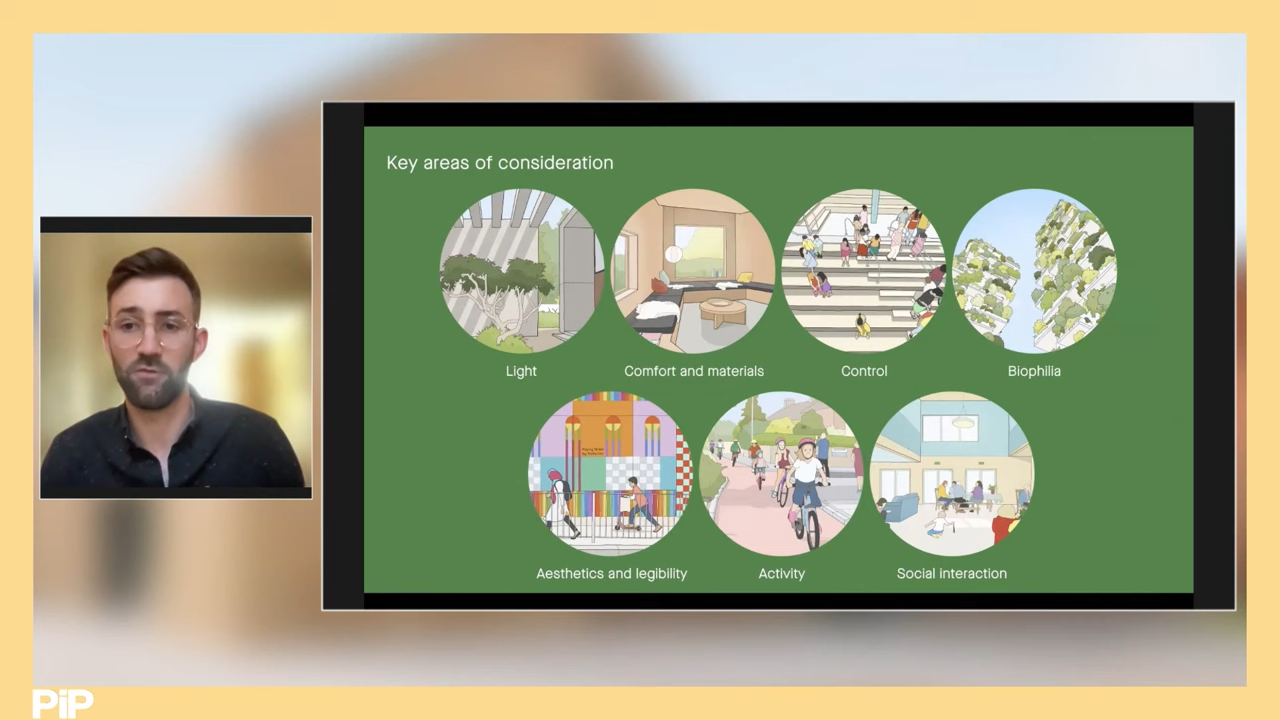 Key areas of consideration
Light
Comfort and materials
Control
Biophilia
Aesthetics and legibility
Activity
Social interaction
PiP